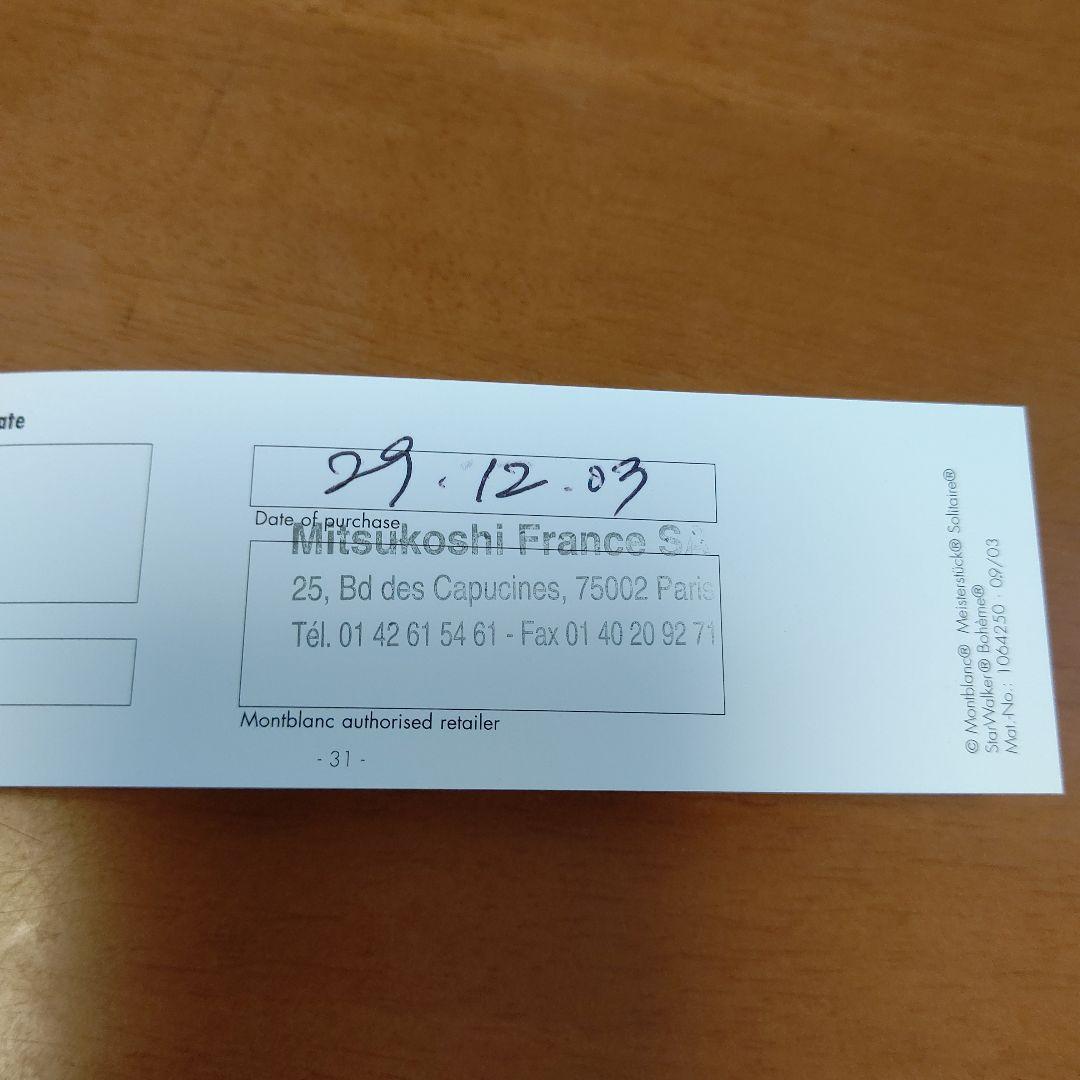 ate
29.12.03
Date of purchase
Mitsukoshi France SA
25, Bd des Capucines, 75002 Paris
Tél. 01 42 61 54 61 - Fax 01 40 20 92 71
Montblanc authorised retailer
- 31 -
© Montblanc® Meisterstück® Solitaire®
StarWalker® Bohème®
Mat.-No.: 1064250 · 09/03